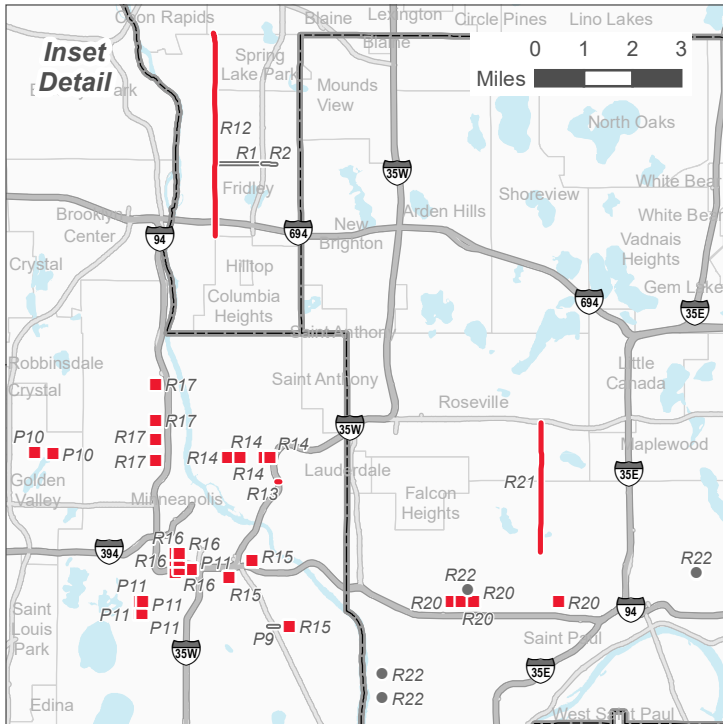 Coon Rapids
Blaine
Lexington
Circle Pines
Lino Lakes
Inset
Detail
Spring
Lake Park
Blaine
0 1 2 3
Miles
Mounds
View
R12
R1
R2
Fridley
35W
North Oaks
White Bear
Shoreview
Arden Hills
White Bear
Brooklyn
Center
94
694
New
Brighton
Vadnais
Heights
Crystal
Hilltop
Gem Lake
694
35E
Columbia
Heights
Saint Anthony
Robbinsdale
Crystal
Little
Canada
Saint Anthony
R17
R17
R17
R17
Roseville
35W
Maplewood
P10
P10
R14
R14
R14
Lauderdale
35E
Golden
Valley
R13
R21
Minneapolis
Falcon
Heights
394
R16
R16
R16
P11
R15
R15
R22
P11
P11
P11
R20
R20
R20
94
Saint
Louis
Park
P9
R15
Saint Paul
35W
35E
R22
R22
Edina
West Saint Paul